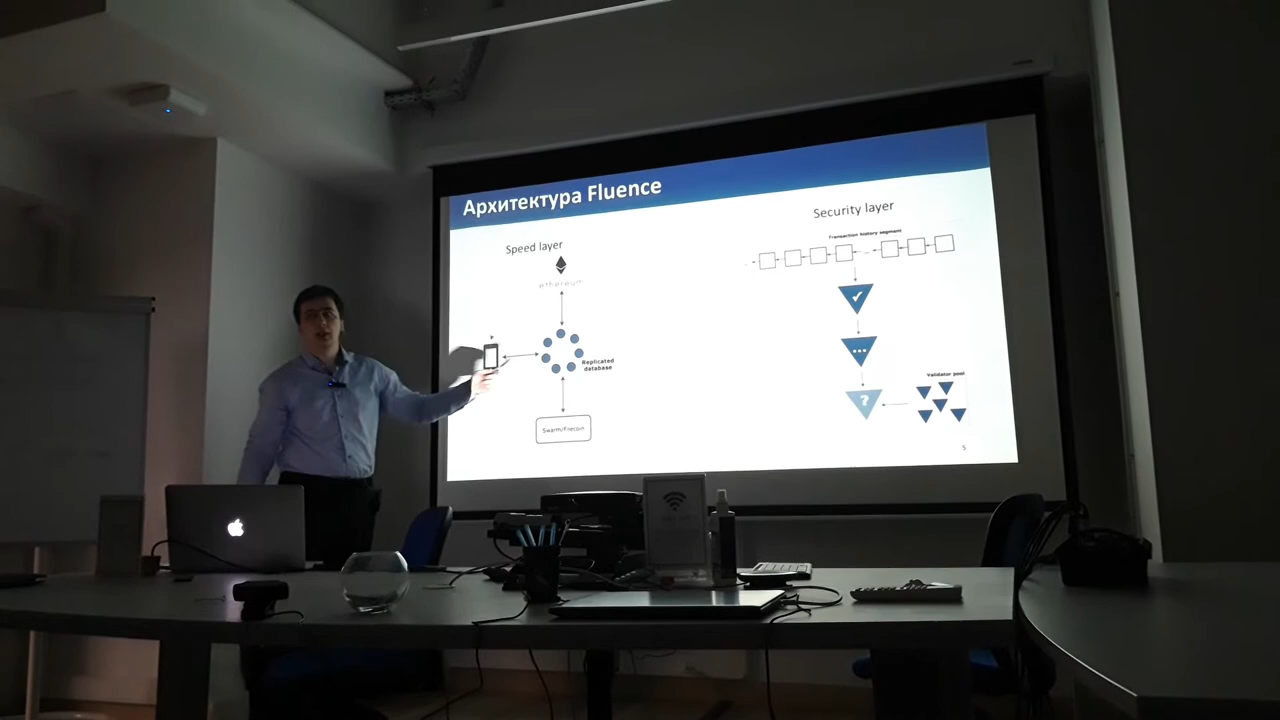 Архитектура Fluence
Speed layer
ethereum
Replicated
database
Swarm/Filecoin
Security layer
Transaction history segment
...
?
Validator pool
5